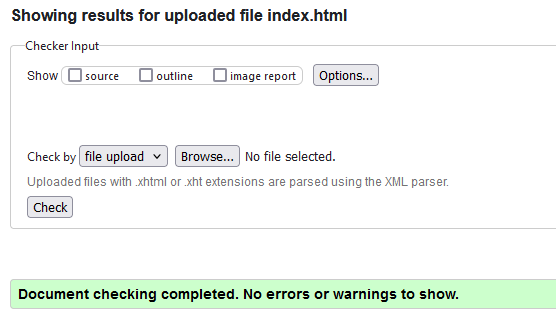 Showing results for uploaded file index.html
Checker Input
Show source outline image report Options...
Check by file upload Browse... No file selected.
Uploaded files with .xhtml or .xht extensions are parsed using the XML parser.
Check
Document checking completed. No errors or warnings to show.